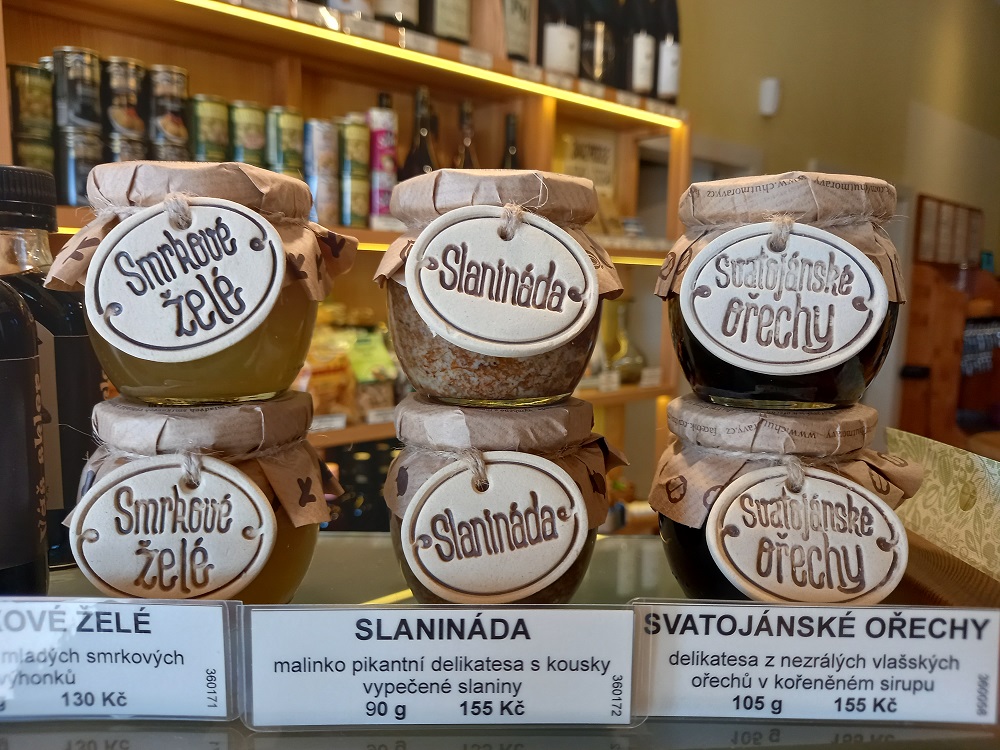 Smrkové
želé
Slanináda
Svatojánské
ořechy
Smrkové
želé
Slanináda
Svatojánské
ořechy
OVÉ ŽELÉ
mladých smrkových
výhonků
g 130 Kč
360171
SLANINÁDA
malinko pikantní delikatesa s kousky
vypečené slaniny
90 g 155 Kč
360172
SVATOJÁNSKÉ OŘECHY
delikatesa z nezrálých vlašských
ořechů v kořeněném sirupu
105 g 155 Kč
360058